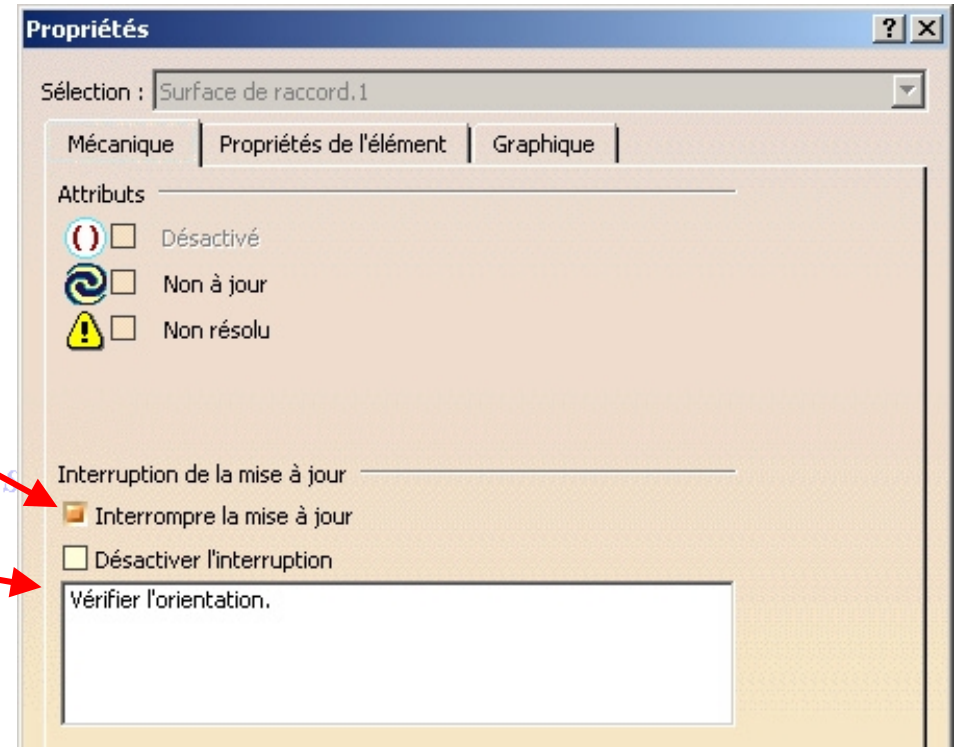 Propriétés
Sélection : Surface de raccord.1
Mécanique Propriétés de l'élément Graphique
Attributs
Désactivé
Non à jour
Non résolu
Interruption de la mise à jour
Interrompre la mise à jour
Désactiver l'interruption
Vérifier l'orientation.